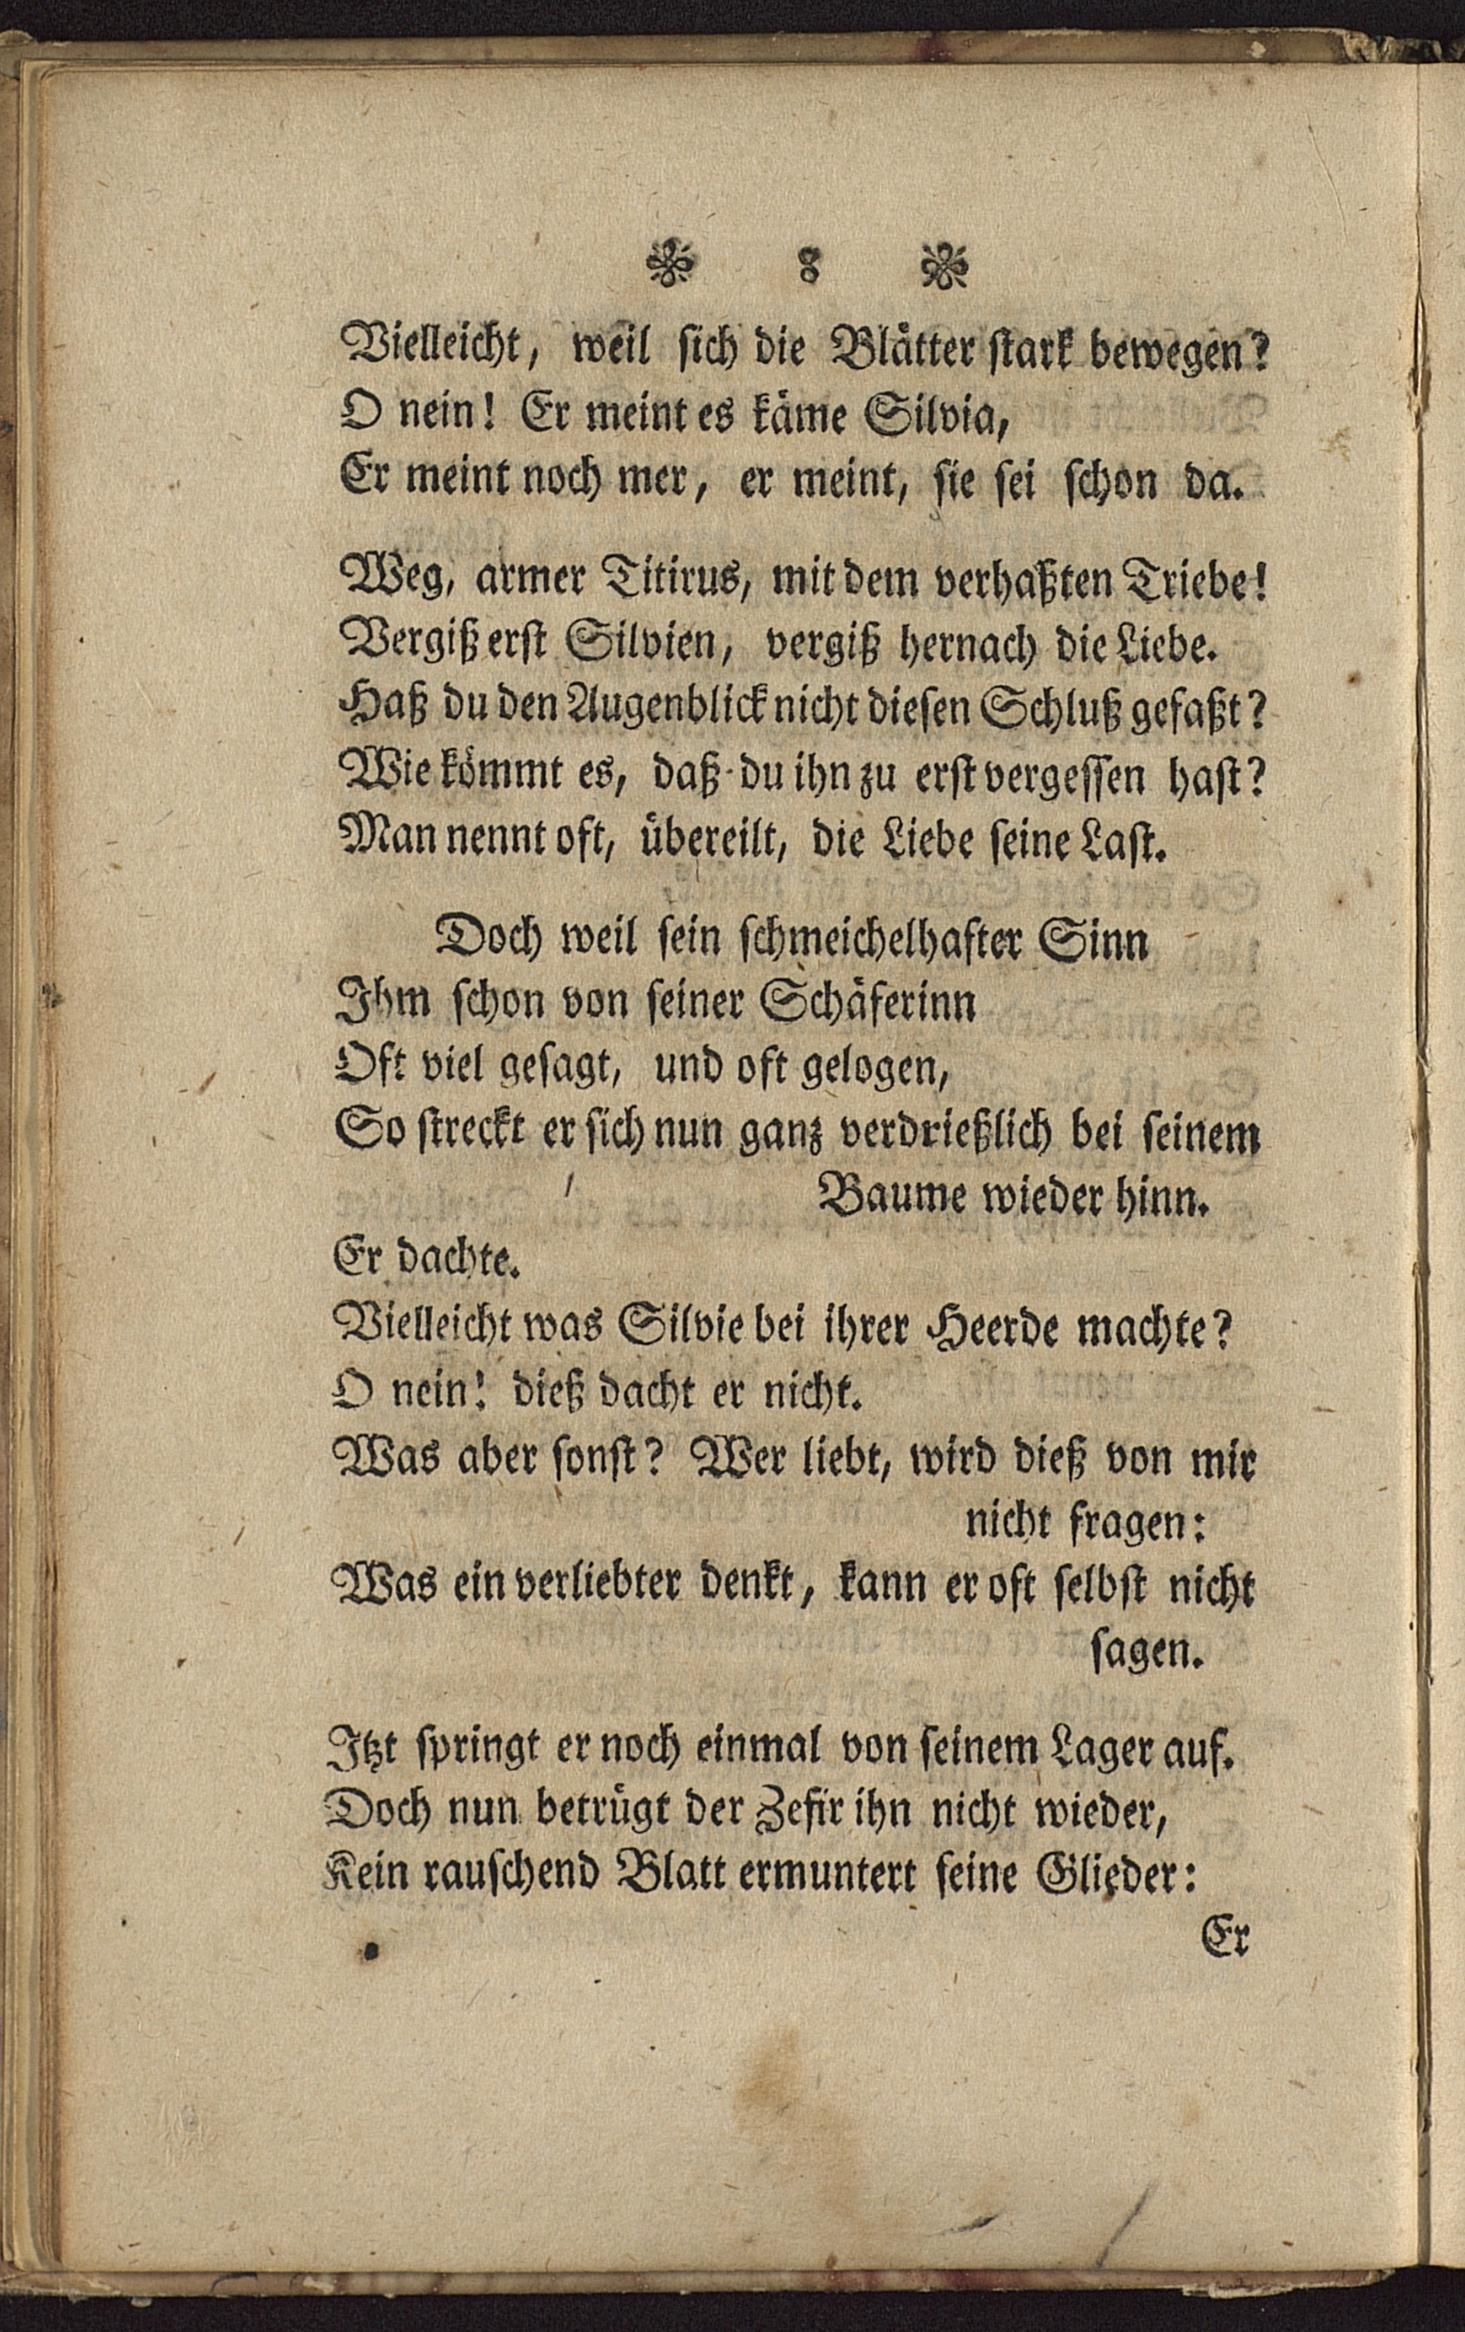 8
Vielleicht, weil sich die Blätter stark bewegen?
O nein! Er meint es käme Silvia,
Er meint noch mer, er meint, sie sei schon da.
Weg, armer Titirus, mit dem verhaßten Triebe!
Vergiß erst Silvien, vergiß hernach die Liebe.
Haß du den Augenblick nicht diesen Schluß gefaßt?
Wie kömmt es, daß du ihn zu erst vergessen hast?
Man nennt oft, übereilt, die Liebe seine Last.
Doch weil sein schmeichelhafter Sinn
Ihm schon von seiner Schäferinn
Oft viel gesagt, und oft gelogen,
So streckt er sich nun ganz verdrießlich bei seinem
Baume wieder hinn.
Er dachte.
Vielleicht was Silvie bei ihrer Heerde machte?
O nein! dieß dacht er nicht.
Was aber sonst? Wer liebt, wird dieß von mir
nicht fragen:
Was ein verliebter denkt, kann er oft selbst nicht
sagen.
Itzt springt er noch einmal von seinem Lager auf.
Doch nun betrügt der Zefir ihn nicht wieder,
Kein rauschend Blatt ermuntert seine Glieder:
Er